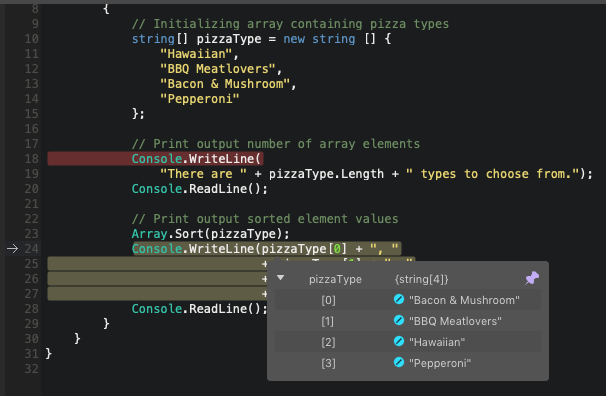 8 {
9 // Initializing array containing pizza types
10 string[] pizzaType = new string [] {
11 "Hawaiian",
12 "BBQ Meatlovers",
13 "Bacon & Mushroom",
14 "Pepperoni"
15 };
16
17 // Print output number of array elements
18 Console.WriteLine(
19 "There are " + pizzaType.Length + " types to choose from.");
20 Console.ReadLine();
21
22 // Print output sorted element values
23 Array.Sort(pizzaType);
24 Console.WriteLine(pizzaType[0] + ", "
25 +
26 +
27 +
28 Console.ReadLine();
29 }
30 }
31 }
32
pizzaType {string[4]}
[0] "Bacon & Mushroom"
[1] "BBQ Meatlovers"
[2] "Hawaiian"
[3] "Pepperoni"